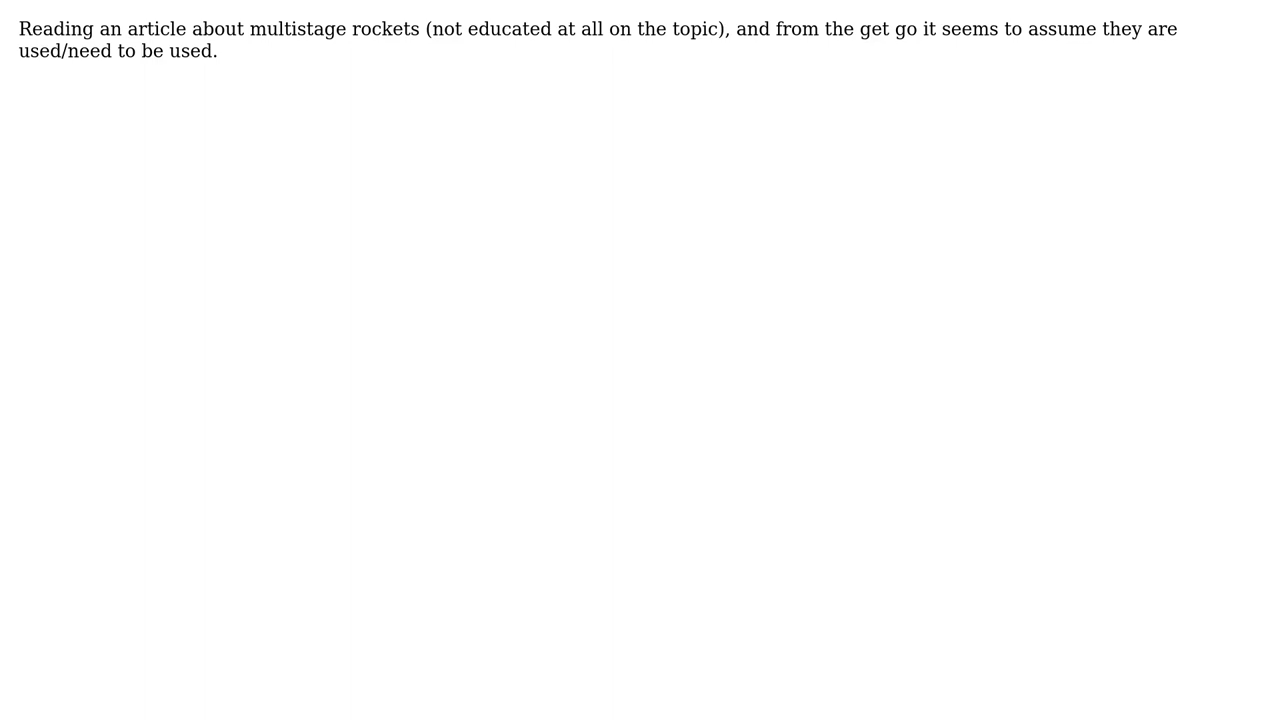 Reading an article about multistage rockets (not educated at all on the topic), and from the get go it seems to assume they are
used/need to be used.